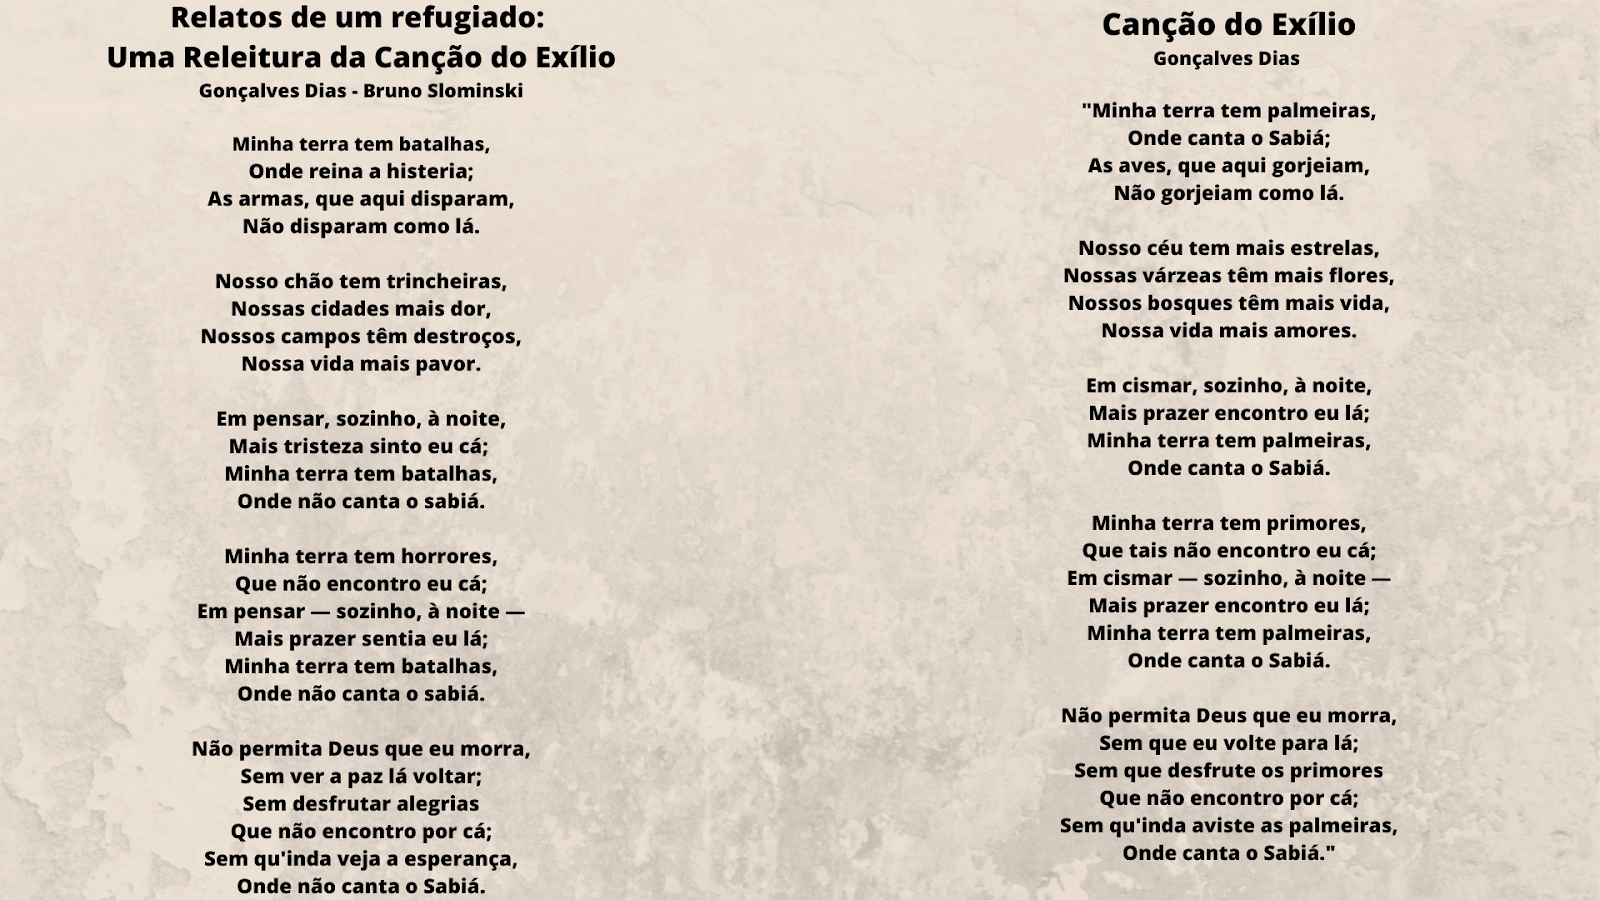 Relatos de um refugiado:
Uma Releitura da Canção do Exílio
Gonçalves Dias - Bruno Slominski
Minha terra tem batalhas,
Onde reina a histeria;
As armas, que aqui disparam,
Não disparam como lá.
Nosso chão tem trincheiras,
Nossas cidades mais dor,
Nossos campos têm destroços,
Nossa vida mais pavor.
Em pensar, sozinho, à noite,
Mais tristeza sinto eu cá;
Minha terra tem batalhas,
Onde não canta o sabiá.
Minha terra tem horrores,
Que não encontro eu cá;
Em pensar — sozinho, à noite —
Mais prazer sentia eu lá;
Minha terra tem batalhas,
Onde não canta o sabiá.
Não permita Deus que eu morra,
Sem ver a paz lá voltar;
Sem desfrutar alegrias
Que não encontro por cá;
Sem qu'inda veja a esperança,
Onde não canta o Sabiá.
Canção do Exílio
Gonçalves Dias
"Minha terra tem palmeiras,
Onde canta o Sabiá;
As aves, que aqui gorjeiam,
Não gorjeiam como lá.
Nosso céu tem mais estrelas,
Nossas várzeas têm mais flores,
Nossos bosques têm mais vida,
Nossa vida mais amores.
Em cismar, sozinho, à noite,
Mais prazer encontro eu lá;
Minha terra tem palmeiras,
Onde canta o Sabiá.
Minha terra tem primores,
Que tais não encontro eu cá;
Em cismar — sozinho, à noite —
Mais prazer encontro eu lá;
Minha terra tem palmeiras,
Onde canta o Sabiá.
Não permita Deus que eu morra,
Sem que eu volte para lá;
Sem que desfrute os primores
Que não encontro por cá;
Sem qu'inda aviste as palmeiras,
Onde canta o Sabiá."